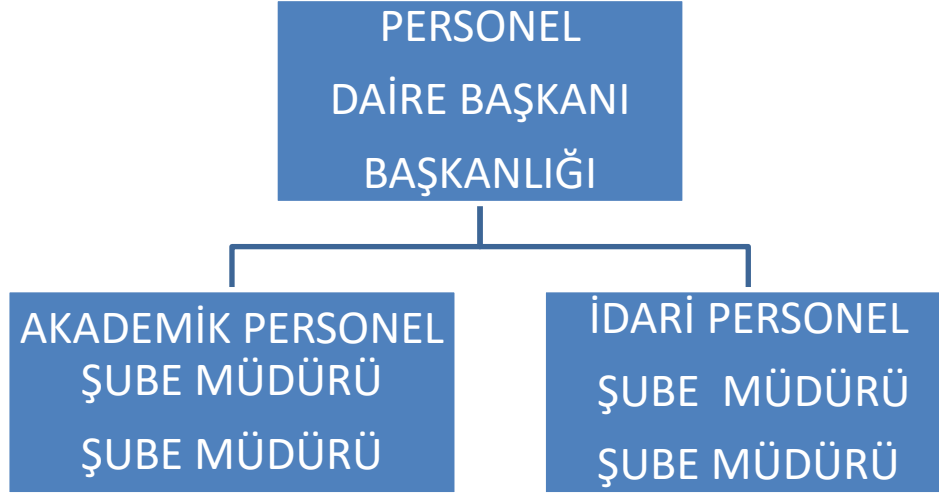 PERSONEL
DAİRE BAŞKANI
BAŞKANLIĞI
AKADEMİK PERSONEL
ŞUBE MÜDÜRÜ
ŞUBE MÜDÜRÜ
İDARİ PERSONEL
ŞUBE MÜDÜRÜ
ŞUBE MÜDÜRÜ